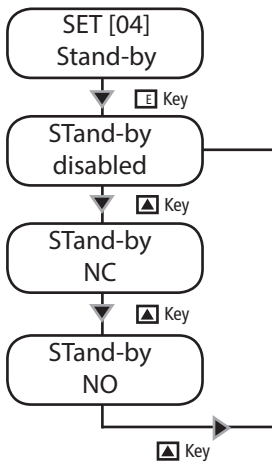 SET [04]
Stand-by
E Key
STand-by
disabled
Key
STand-by
NC
Key
STand-by
NO
Key